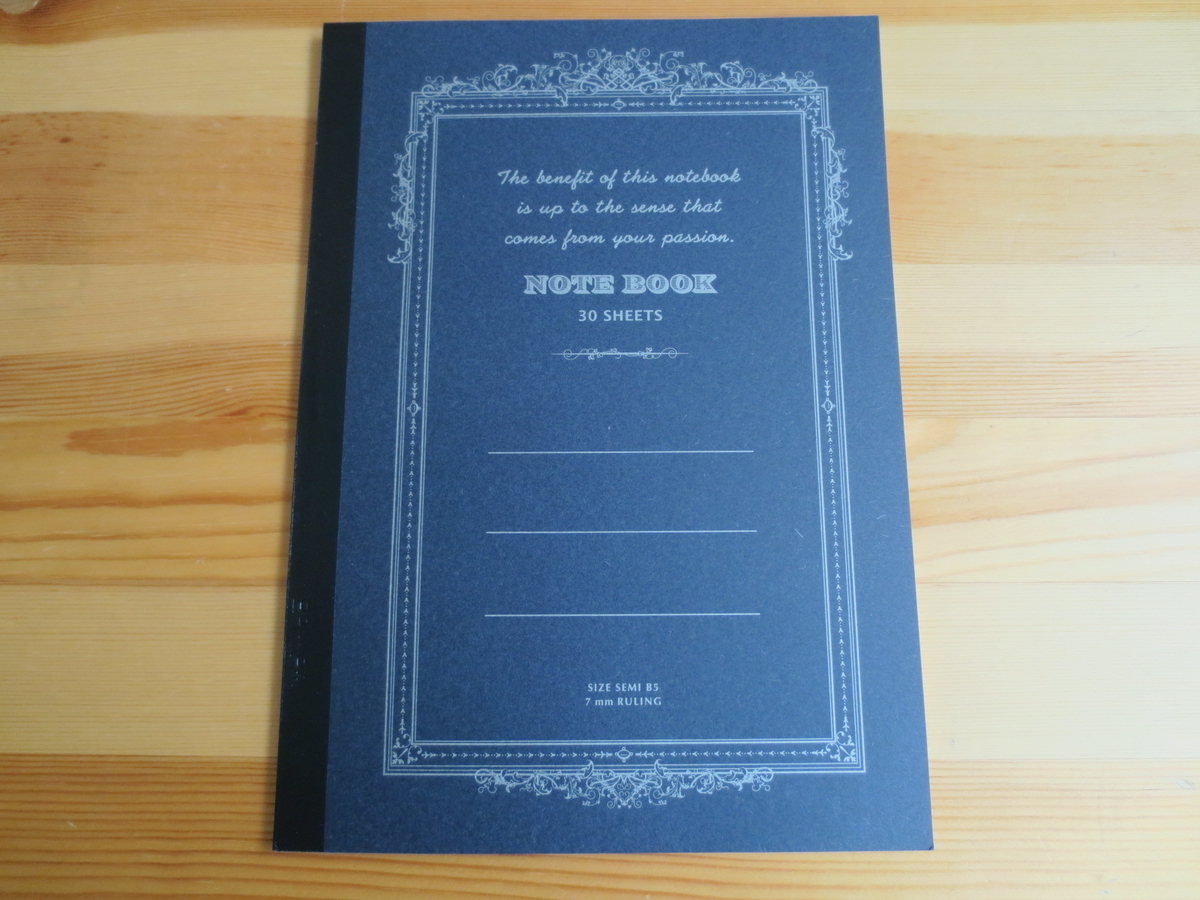 The benefit of this notebook
is up to the sense that
comes from your passion.
NOTE BOOK
30 SHEETS
SIZE SEMI B5
7 mm RULING